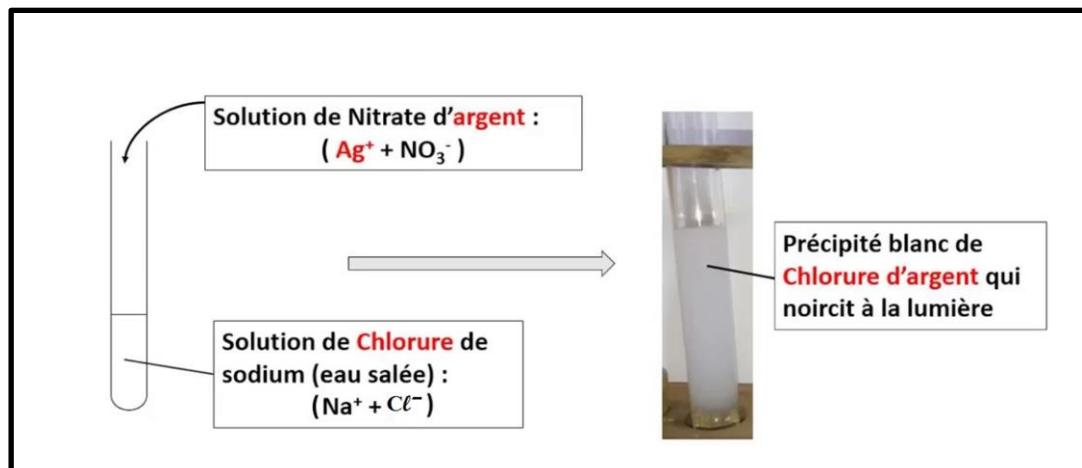 Solution de Nitrate d'argent :
( Ag⁺ + NO₃⁻ )
Précipité blanc de
Chlorure d'argent qui
noircit à la lumière
Solution de Chlorure de
sodium (eau salée) :
(Na⁺ + Cℓ⁻ )